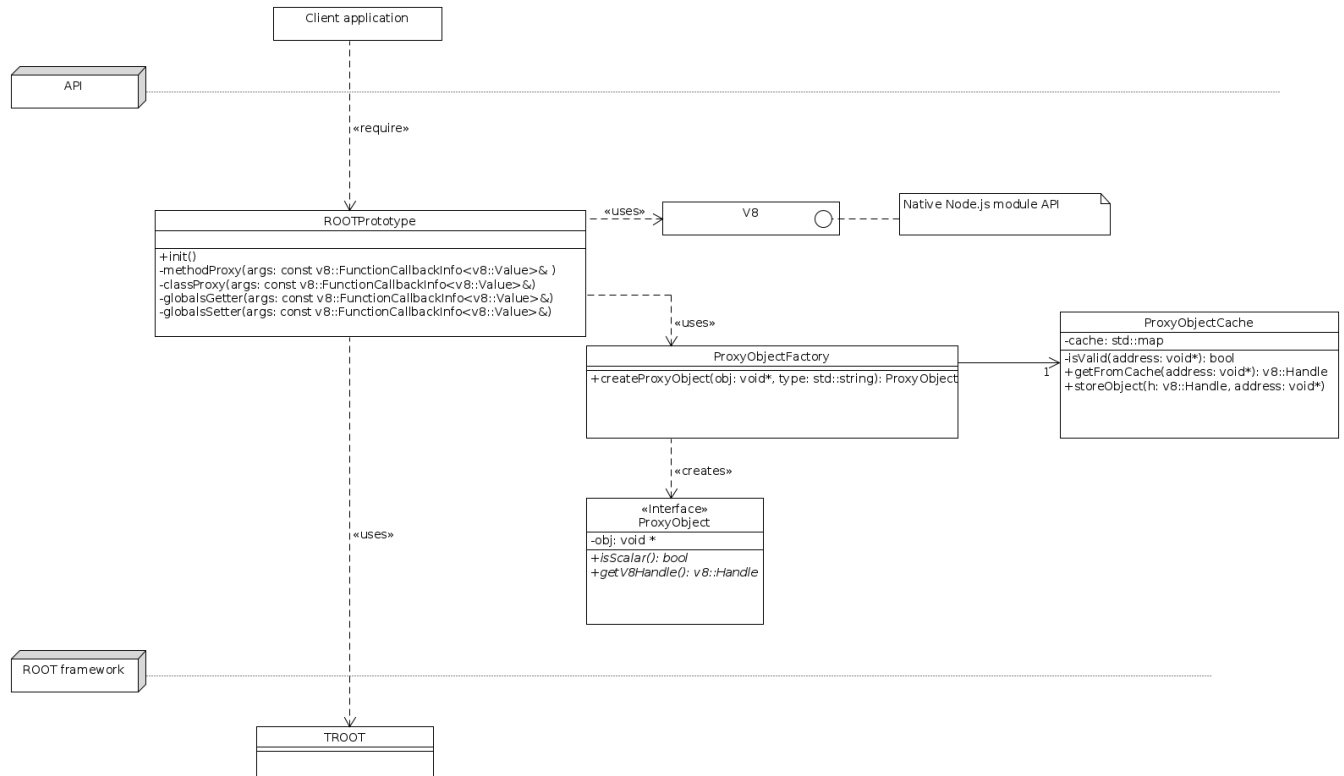 Client application
API
«require»
ROOTPrototype
+init()
-methodProxy(args: const v8::FunctionCallbackInfo<v8::Value>& )
-classProxy(args: const v8::FunctionCallbackInfo<v8::Value>&)
-globalsGetter(args: const v8::FunctionCallbackInfo<v8::Value>&)
-globalsSetter(args: const v8::FunctionCallbackInfo<v8::Value>&)
«uses»
V8
Native Node.js module API
«uses»
ProxyObjectFactory
+createProxyObject(obj: void*, type: std::string): ProxyObject
1
ProxyObjectCache
-cache: std::map
-isValid(address: void*): bool
+getFromCache(address: void*): v8::Handle
+storeObject(h: v8::Handle, address: void*)
«creates»
«Interface»
ProxyObject
-obj: void *
+isScalar(): bool
+getV8Handle(): v8::Handle
«uses»
ROOT framework
TROOT